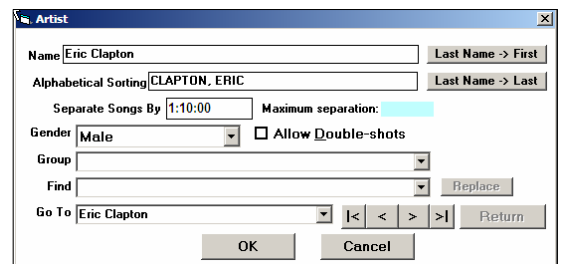 Artist
Name Eric Clapton Last Name -> First
Alphabetical Sorting CLAPTON, ERIC Last Name -> Last
Separate Songs By 1:10:00 Maximum separation:
Gender Male Allow Double-shots
Group
Find Replace
Go To Eric Clapton |< < > >| Return
OK Cancel